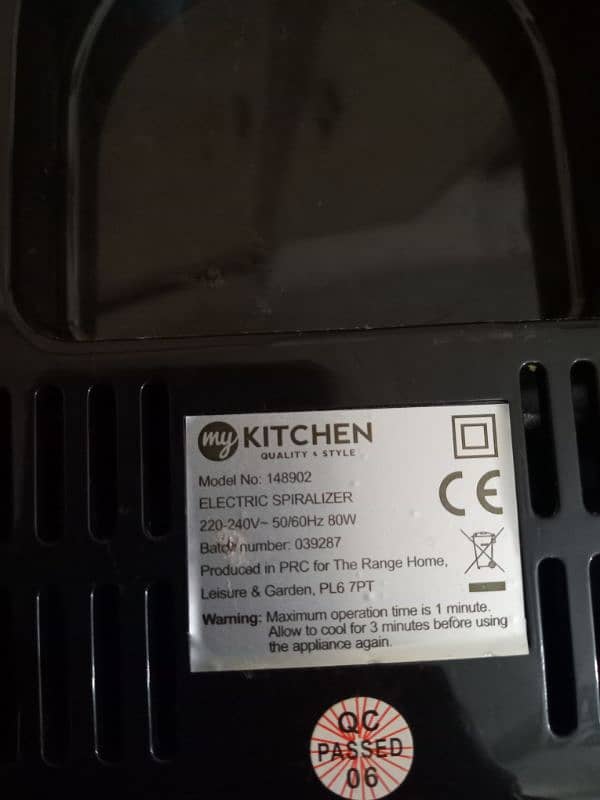 my KITCHEN
QUALITY & STYLE
Model No: 148902
ELECTRIC SPIRALIZER
220-240V~ 50/60Hz 80W
Batch number: 039287
Produced in PRC for The Range Home,
Leisure & Garden, PL6 7PT
Warning: Maximum operation time is 1 minute.
Allow to cool for 3 minutes before using
the appliance again.
CE
QC
PASSED
06